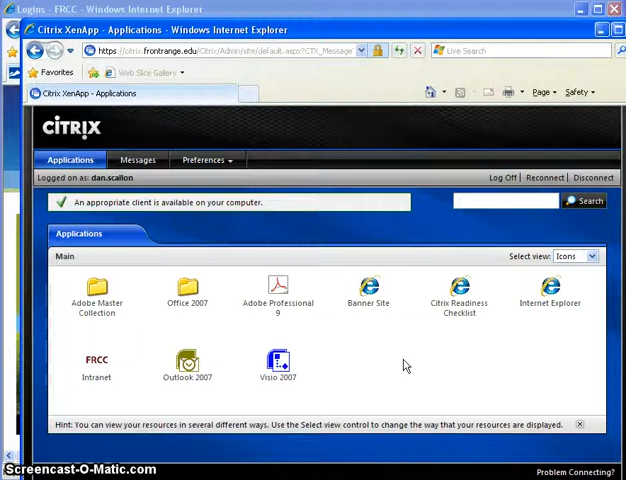 Logins - FRCC - Windows Internet Explorer
Citrix XenApp - Applications - Windows Internet Explorer
https://citrix.frontrange.edu/Citrix/Admin/site/default.aspx?CTX_Message
Live Search
Favorites
Web Slice Gallery
Citrix XenApp - Applications
Page
Safety
CITRIX
Applications
Messages
Preferences
Logged on as: dan.scallon
Log Off
Reconnect
Disconnect
An appropriate client is available on your computer.
Search
Applications
Main
Select view:
Icons
Adobe Master
Collection
Office 2007
Adobe Professional
9
Banner Site
Citrix Readiness
Checklist
Internet Explorer
FRCC
Intranet
Outlook 2007
Visio 2007
Hint: You can view your resources in several different ways. Use the Select view control to change the way that your resources are displayed.
Screencast-O-Matic.com
Problem Connecting?